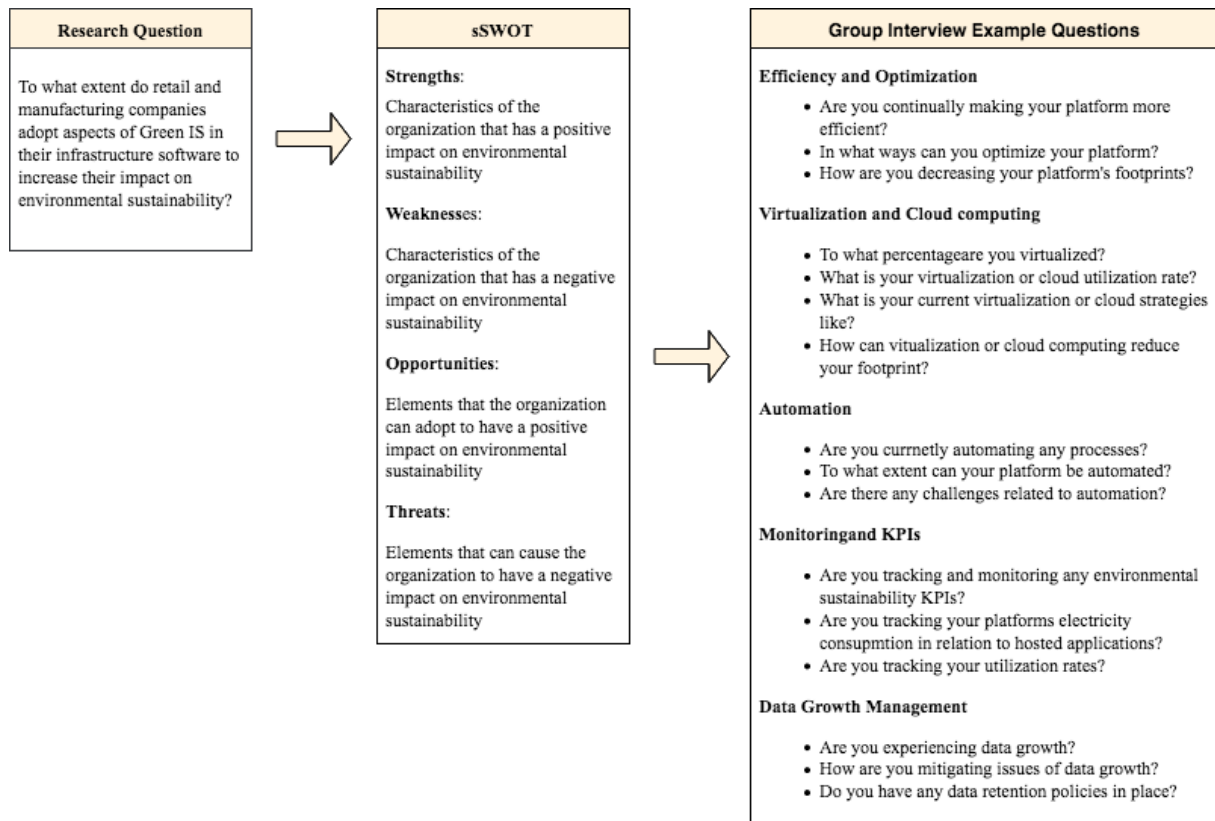 Research Question
To what extent do retail and
manufacturing companies
adopt aspects of Green IS in
their infrastructure software to
increase their impact on
environmental sustainability?
sSWOT
Strengths:
Characteristics of the
organization that has a positive
impact on environmental
sustainability
Weaknesses:
Characteristics of the
organization that has a negative
impact on environmental
sustainability
Opportunities:
Elements that the organization
can adopt to have a positive
impact on environmental
sustainability
Threats:
Elements that can cause the
organization to have a negative
impact on environmental
sustainability
Group Interview Example Questions
Efficiency and Optimization
• Are you continually making your platform more
efficient?
• In what ways can you optimize your platform?
• How are you decreasing your platform's footprints?
Virtualization and Cloud computing
• To what percentageare you virtualized?
• What is your virtualization or cloud utilization rate?
• What is your current virtualization or cloud strategies
like?
• How can vitualization or cloud computing reduce
your footprint?
Automation
• Are you currnetly automating any processes?
• To what extent can your platform be automated?
• Are there any challenges related to automation?
Monitoringand KPIs
• Are you tracking and monitoring any environmental
sustainability KPIs?
• Are you tracking your platforms electricity
consupmtion in relation to hosted applications?
• Are you tracking your utilization rates?
Data Growth Management
• Are you experiencing data growth?
• How are you mitigating issues of data growth?
• Do you have any data retention policies in place?